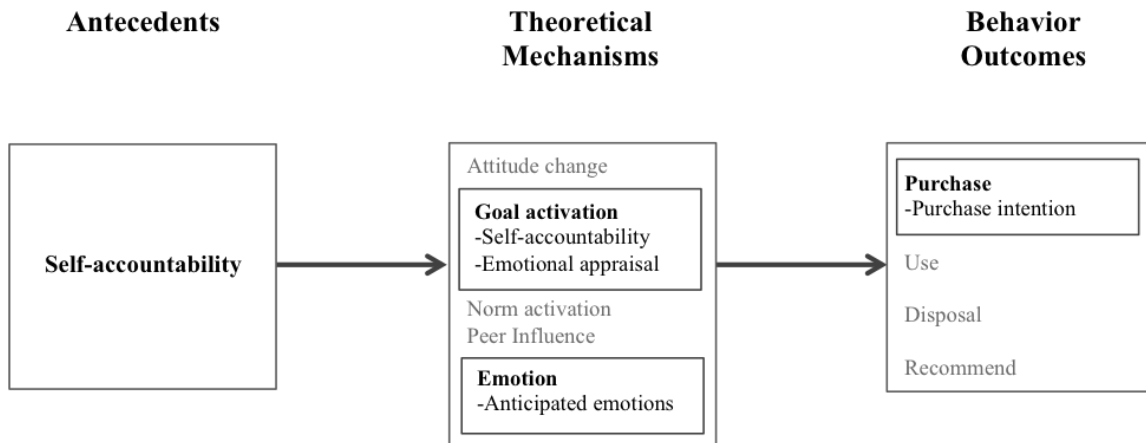 Antecedents
Theoretical
Mechanisms
Behavior
Outcomes
Self-accountability
Attitude change
Goal activation
-Self-accountability
-Emotional appraisal
Norm activation
Peer Influence
Emotion
-Anticipated emotions
Purchase
-Purchase intention
Use
Disposal
Recommend